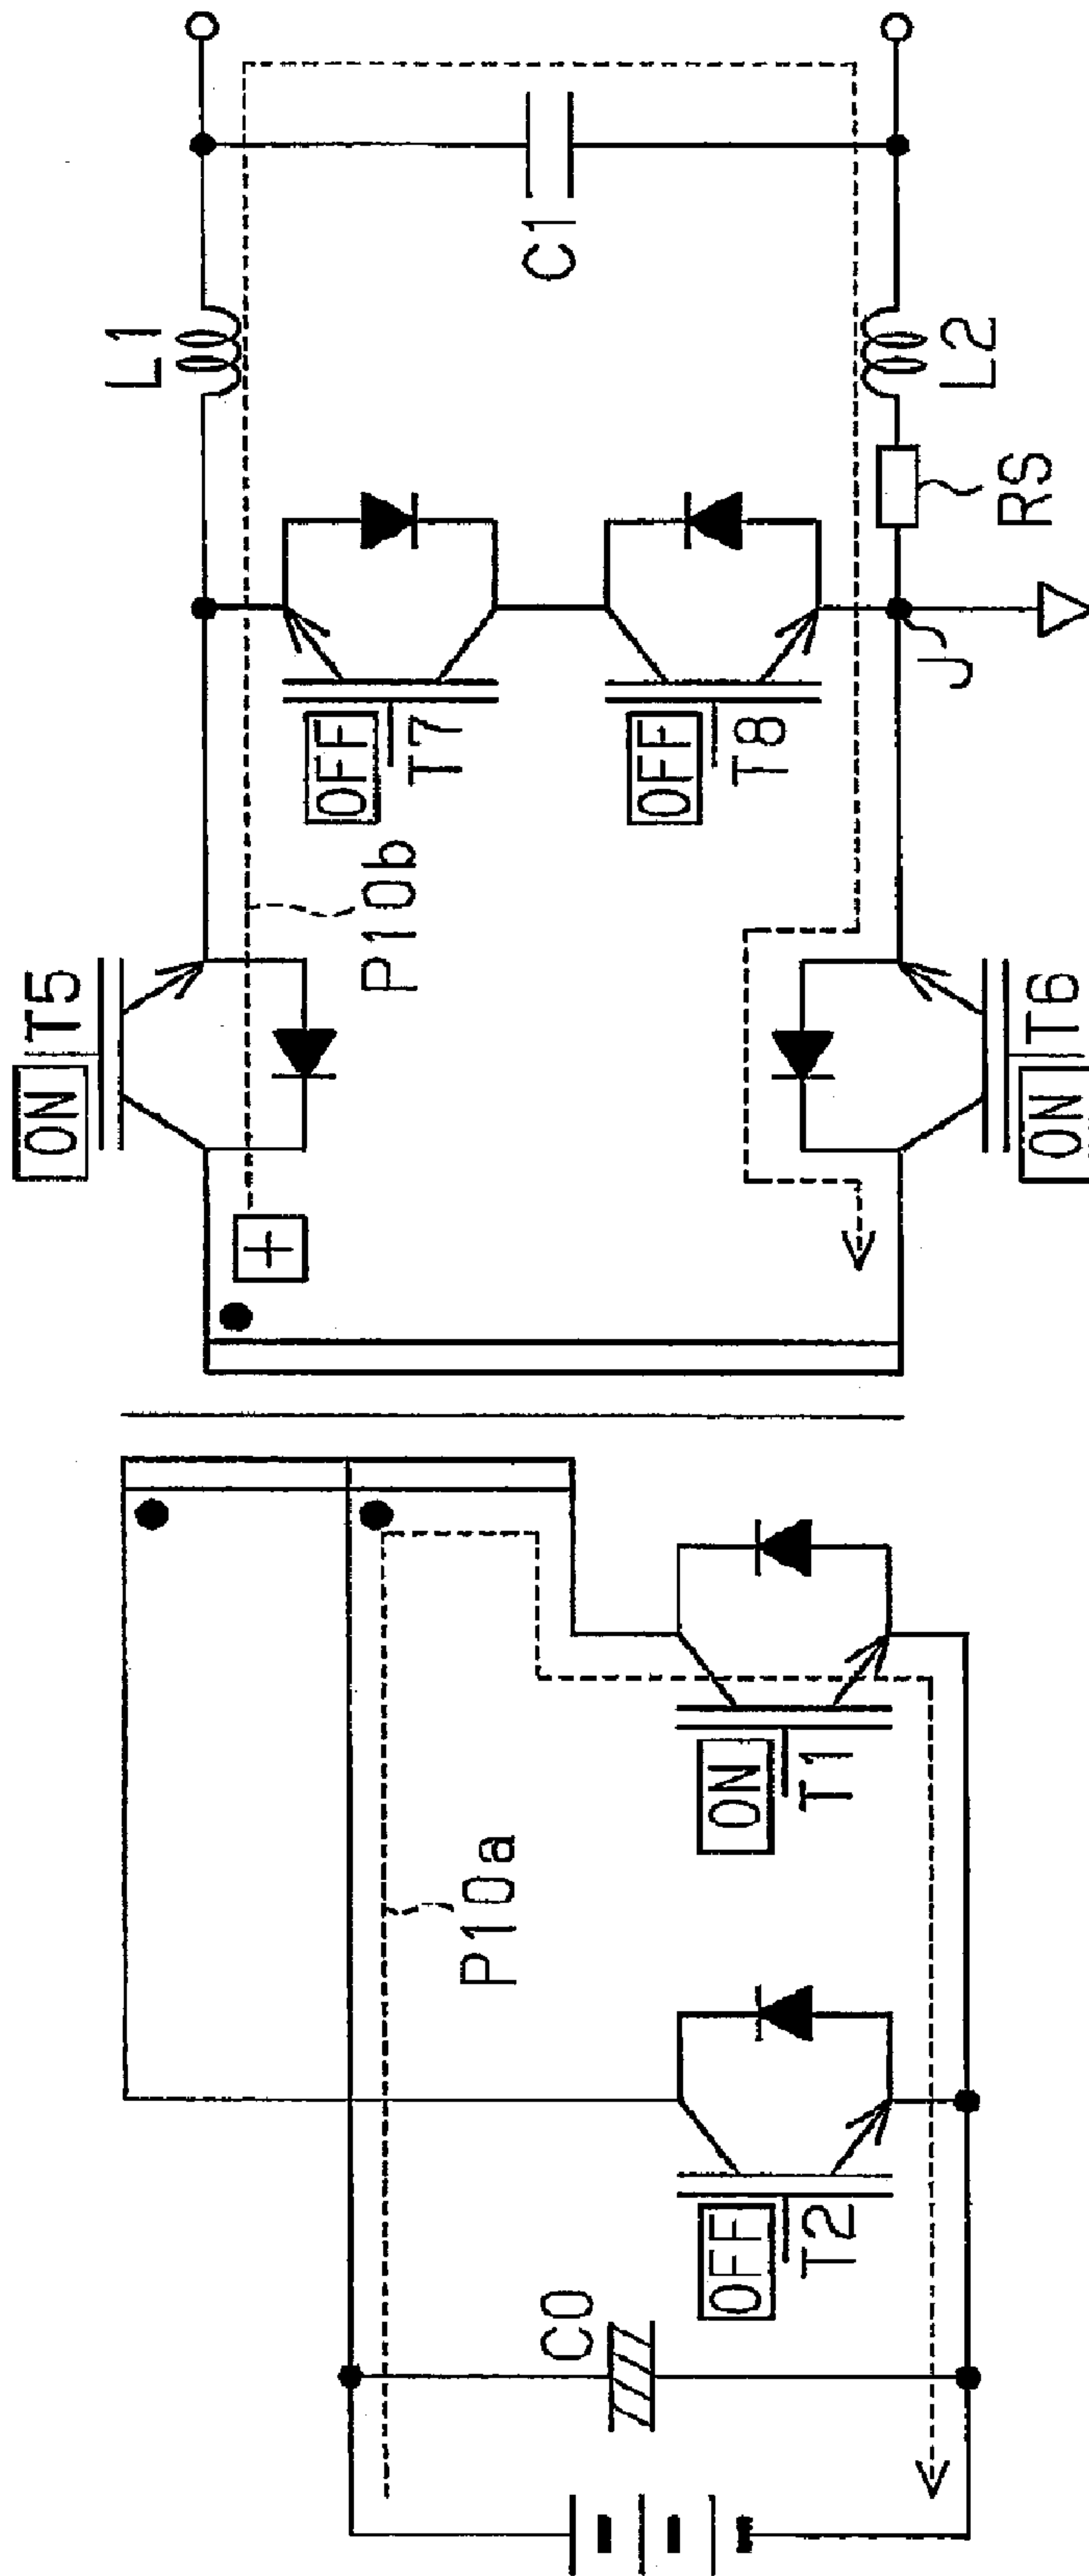 C0
OFF
T2
P10a
ON
T1
ON
T5
+
P10b
ON
T6
OFF
T7
OFF
T8
J
L1
C1
RS
L2